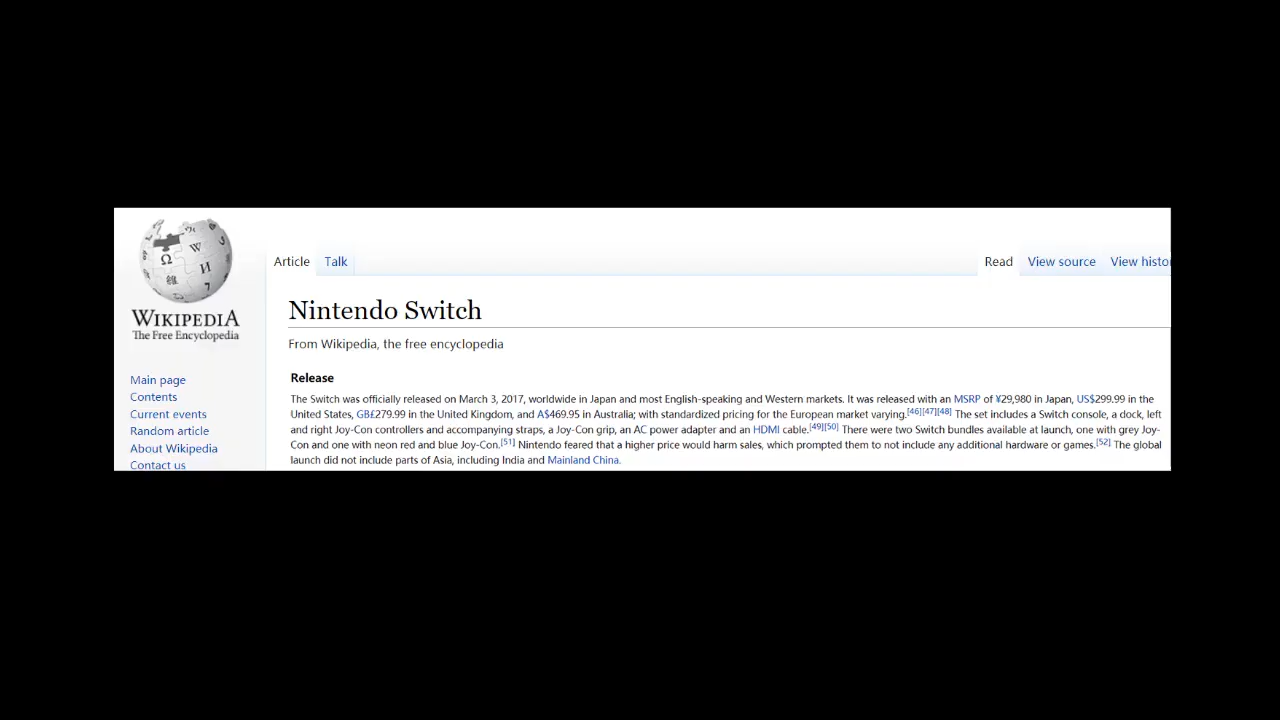 WIKIPEDIA
The Free Encyclopedia
Main page
Contents
Current events
Random article
About Wikipedia
Contact us
Article Talk Read View source View histo
Nintendo Switch
From Wikipedia, the free encyclopedia
Release
The Switch was officially released on March 3, 2017, worldwide in Japan and most English-speaking and Western markets. It was released with an MSRP of ¥29,980 in Japan, US$299.99 in the
United States, GB£279.99 in the United Kingdom, and A$469.95 in Australia; with standardized pricing for the European market varying.[46][47][48] The set includes a Switch console, a dock, left
and right Joy-Con controllers and accompanying straps, a Joy-Con grip, an AC power adapter and an HDMI cable.[49][50] There were two Switch bundles available at launch, one with grey Joy-
Con and one with neon red and blue Joy-Con.[51] Nintendo feared that a higher price would harm sales, which prompted them to not include any additional hardware or games.[52] The global
launch did not include parts of Asia, including India and Mainland China.